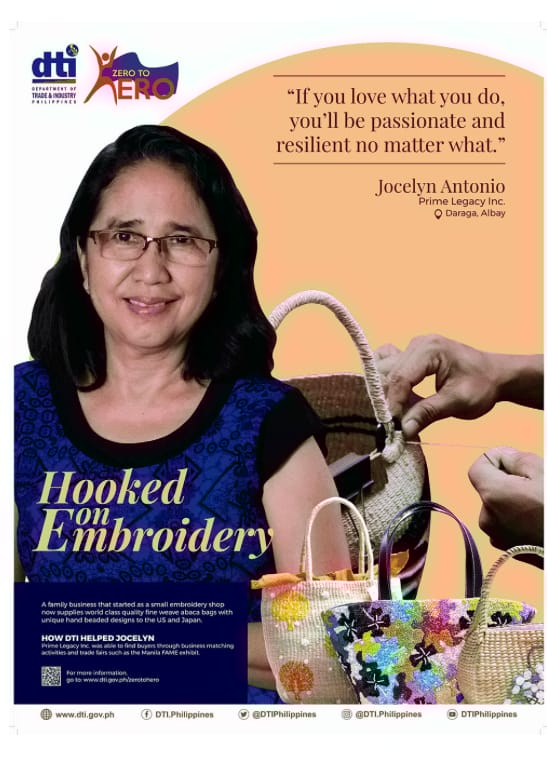 dti
DEPARTMENT OF
TRADE & INDUSTRY
PHILIPPINES
ZERO TO
HERO
“If you love what you do,
you’ll be passionate and
resilient no matter what.”
Jocelyn Antonio
Prime Legacy Inc.
Daraga, Albay
Hooked
on
Embroidery
A family business that started as a small embroidery shop
now supplies world class quality fine weave abaca bags with
unique hand beaded designs to the US and Japan.
HOW DTI HELPED JOCELYN
Prime Legacy Inc. was able to find buyers through business matching
activities and trade fairs such as the Manila FAME exhibit.
For more information,
go to: www.dti.gov.ph/zerotohero
www.dti.gov.ph
DTI.Philippines
@DTIPhilippines
@DTIPhilippines
DTIPhilippines